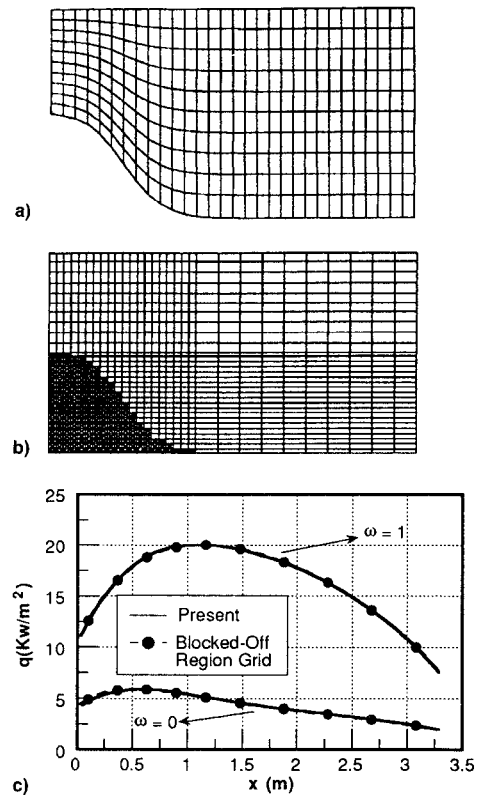 a)
b)
25
20
15
10
5
0
q(Kw/m²)
ω = 1
Present
Blocked-Off
Region Grid
ω = 0
0 0.5 1 1.5 2 2.5 3 3.5
c)
x (m)